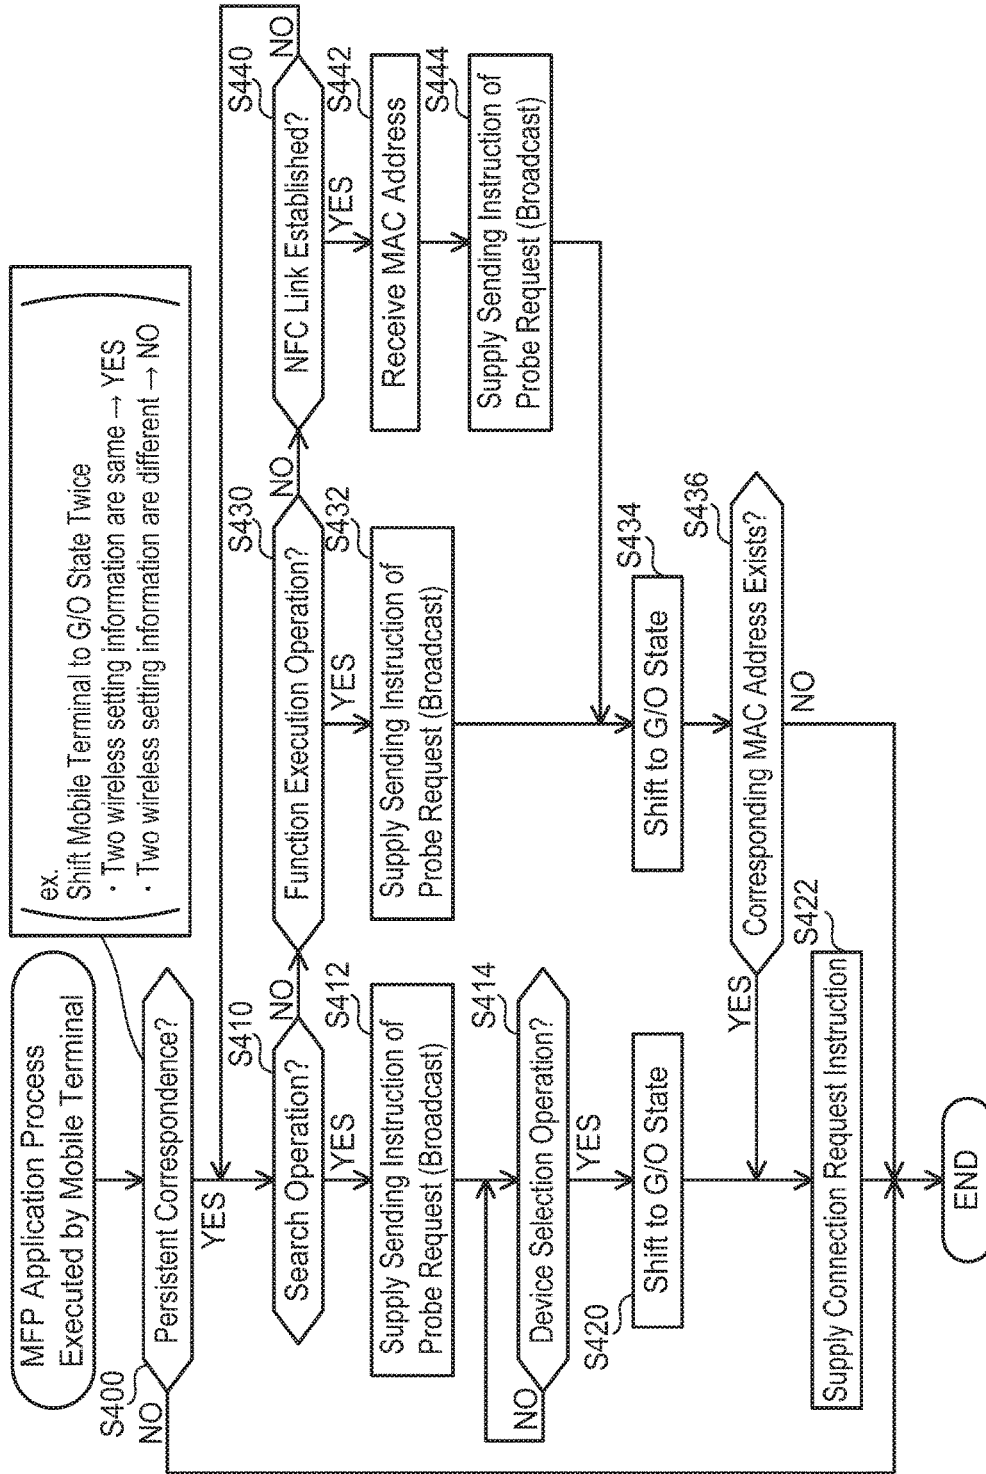 MFP Application Process
Executed by Mobile Terminal
ex.
Shift Mobile Terminal to G/O State Twice
· Two wireless setting information are same → YES
· Two wireless setting information are different → NO
S400
Persistent Correspondence?
NO
YES
S410
Search Operation?
NO
YES
S412
Supply Sending Instruction of
Probe Request (Broadcast)
S414
Device Selection Operation?
NO
YES
S420
Shift to G/O State
S430
Function Execution Operation?
NO
YES
S432
Supply Sending Instruction of
Probe Request (Broadcast)
S440
NFC Link Established?
NO
YES
S442
Receive MAC Address
S444
Supply Sending Instruction of
Probe Request (Broadcast)
S434
Shift to G/O State
S436
Corresponding MAC Address Exists?
YES
NO
S422
Supply Connection Request Instruction
END